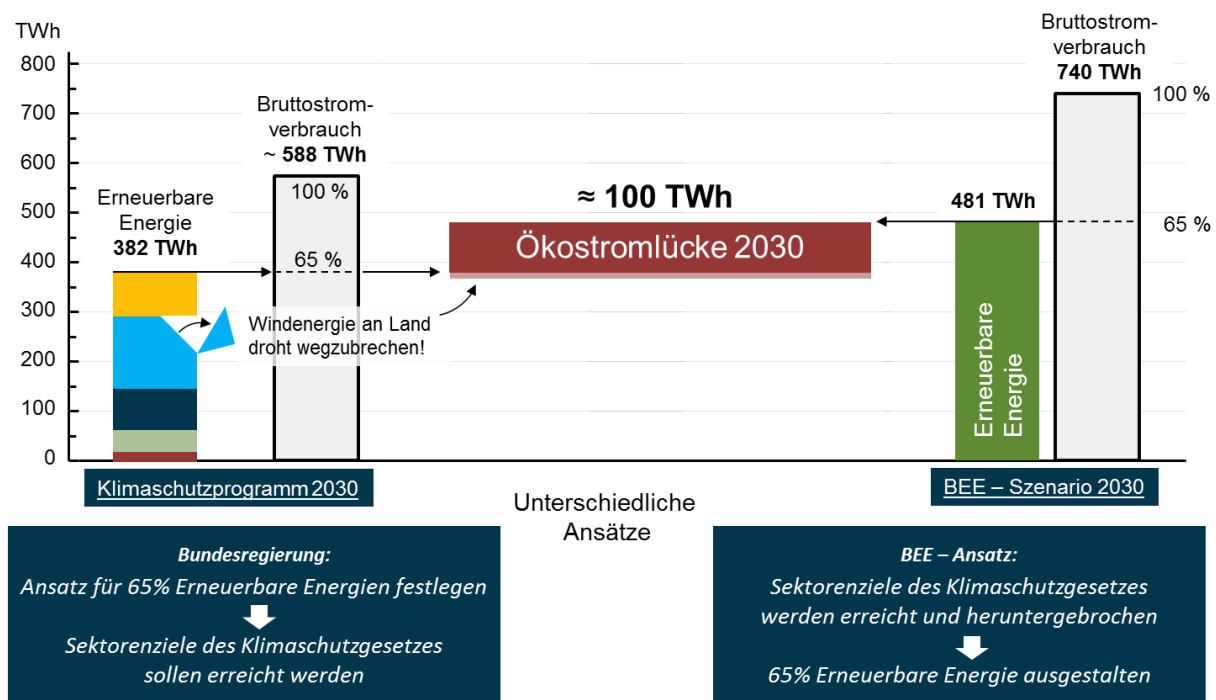 TWh
800
700
600
500
400
300
200
100
0
Erneuerbare
Energie
382 TWh
Bruttostrom-
verbrauch
~ 588 TWh
100 %
65 %
Windenergie an Land
droht wegzubrechen!
≈ 100 TWh
Ökostromlücke 2030
481 TWh
Erneuerbare
Energie
Bruttostrom-
verbrauch
740 TWh
100 %
65 %
Klimaschutzprogramm 2030
Unterschiedliche
Ansätze
BEE – Szenario 2030
Bundesregierung:
Ansatz für 65% Erneuerbare Energien festlegen
Sektorenziele des Klimaschutzgesetzes
sollen erreicht werden
BEE – Ansatz:
Sektorenziele des Klimaschutzgesetzes
werden erreicht und heruntergebrochen
65% Erneuerbare Energie ausgestalten